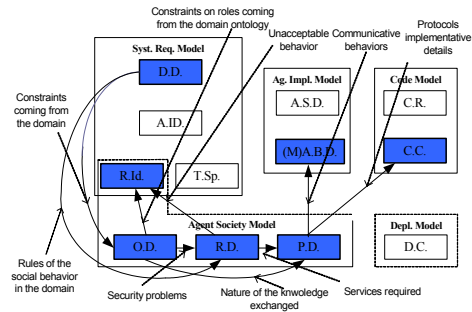 Constraints on roles coming
from the domain ontology
Unacceptable
behavior
Communicative
behaviors
Protocols
implementative
details
Syst. Req. Model
D.D.
A.ID.
R.Id.
T.Sp.
Ag. Impl. Model
A.S.D.
(M)A.B.D.
Code Model
C.R.
C.C.
Constraints
coming from
the domain
Agent Society Model
O.D.
R.D.
P.D.
Depl. Model
D.C.
Rules of the
social behavior
in the domain
Security problems
Nature of the knwoledge
exchanged
Services required